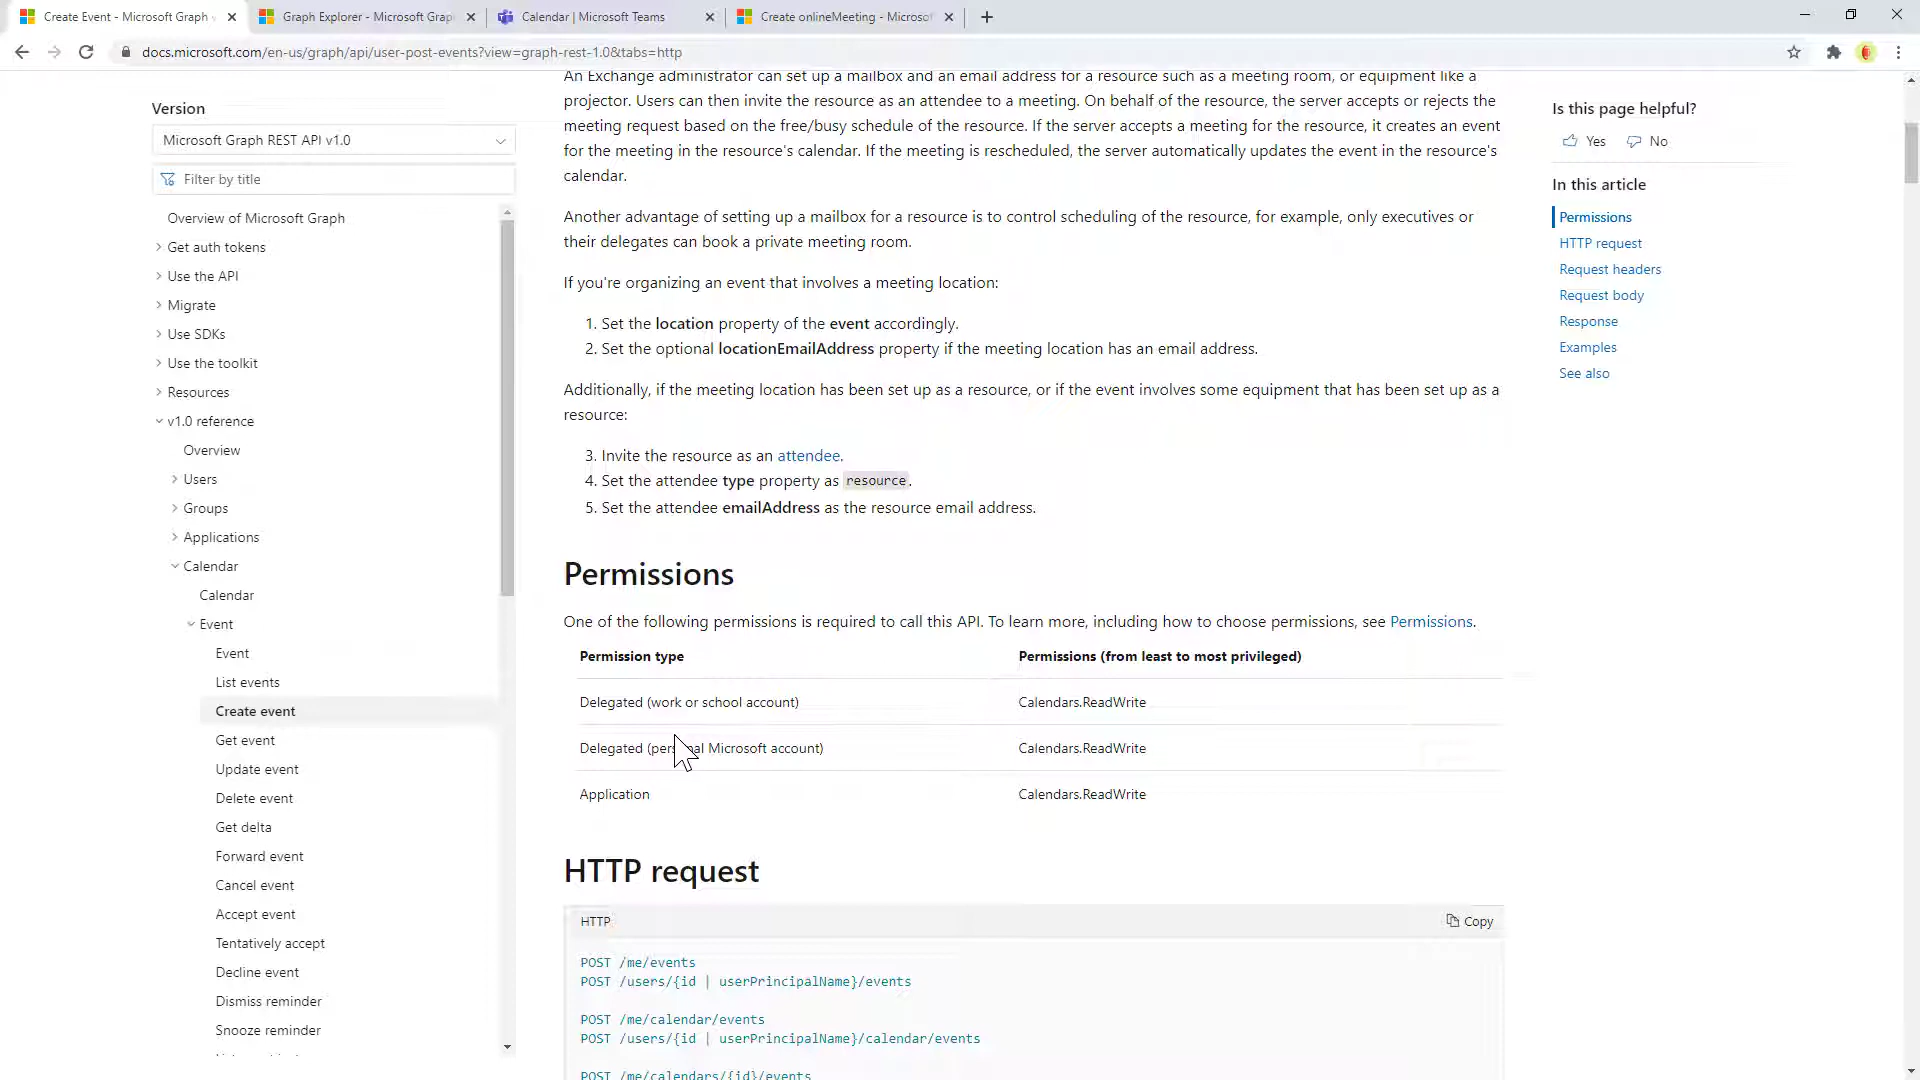 Create Event - Microsoft Graph
Graph Explorer - Microsoft Grap
Calendar | Microsoft Teams
Create onlineMeeting - Microsof
docs.microsoft.com/en-us/graph/api/user-post-events?view=graph-rest-1.0&tabs=http
Version
Microsoft Graph REST API v1.0
Filter by title
Overview of Microsoft Graph
Get auth tokens
Use the API
Migrate
Use SDKs
Use the toolkit
Resources
v1.0 reference
Overview
Users
Groups
Applications
Calendar
Calendar
Event
Event
List events
Create event
Get event
Update event
Delete event
Get delta
Forward event
Cancel event
Accept event
Tentatively accept
Decline event
Dismiss reminder
Snooze reminder
An Exchange administrator can set up a mailbox and an email address for a resource such as a meeting room, or equipment like a
projector. Users can then invite the resource as an attendee to a meeting. On behalf of the resource, the server accepts or rejects the
meeting request based on the free/busy schedule of the resource. If the server accepts a meeting for the resource, it creates an event
for the meeting in the resource's calendar. If the meeting is rescheduled, the server automatically updates the event in the resource's
calendar.
Another advantage of setting up a mailbox for a resource is to control scheduling of the resource, for example, only executives or
their delegates can book a private meeting room.
If you're organizing an event that involves a meeting location:
1. Set the location property of the event accordingly.
2. Set the optional locationEmailAddress property if the meeting location has an email address.
Additionally, if the meeting location has been set up as a resource, or if the event involves some equipment that has been set up as a
resource:
3. Invite the resource as an attendee.
4. Set the attendee type property as resource.
5. Set the attendee emailAddress as the resource email address.
Permissions
One of the following permissions is required to call this API. To learn more, including how to choose permissions, see Permissions.
Permission type Permissions (from least to most privileged)
Delegated (work or school account) Calendars.ReadWrite
Delegated (personal Microsoft account) Calendars.ReadWrite
Application Calendars.ReadWrite
HTTP request
HTTP Copy
POST /me/events
POST /users/{id | userPrincipalName}/events
POST /me/calendar/events
POST /users/{id | userPrincipalName}/calendar/events
POST /me/calendars/{id}/events
Is this page helpful?
Yes No
In this article
Permissions
HTTP request
Request headers
Request body
Response
Examples
See also